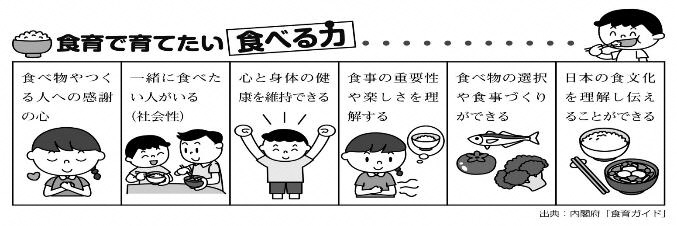 食育で育てたい 食べる力
食べ物やつく
る人への感謝
の心
一緒に食べた
い人がいる
（社会性）
心と身体の健
康を維持できる
食事の重要性
や楽しさを理
解する
食べ物の選択
や食事づくり
ができる
日本の食文化
を理解し伝え
ることができる
出典：内閣府「食育ガイド」